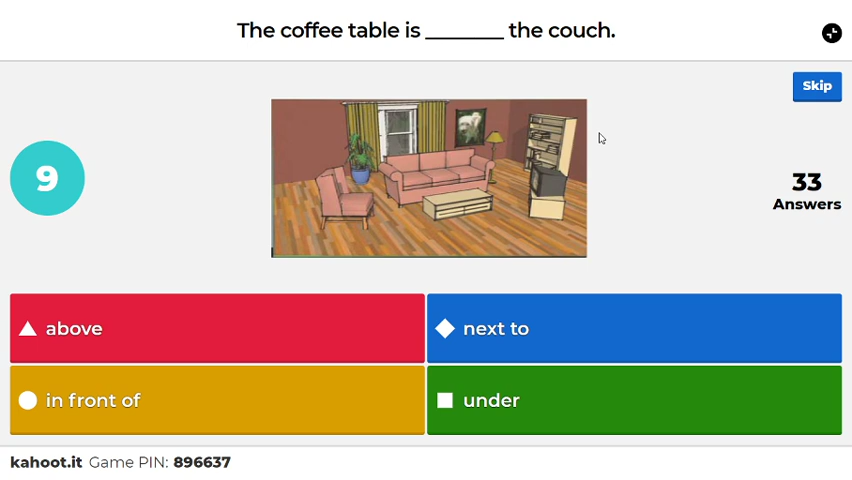 The coffee table is ________ the couch.
Skip
9
33
Answers
above
next to
in front of
under
kahoot.it Game PIN: 896637